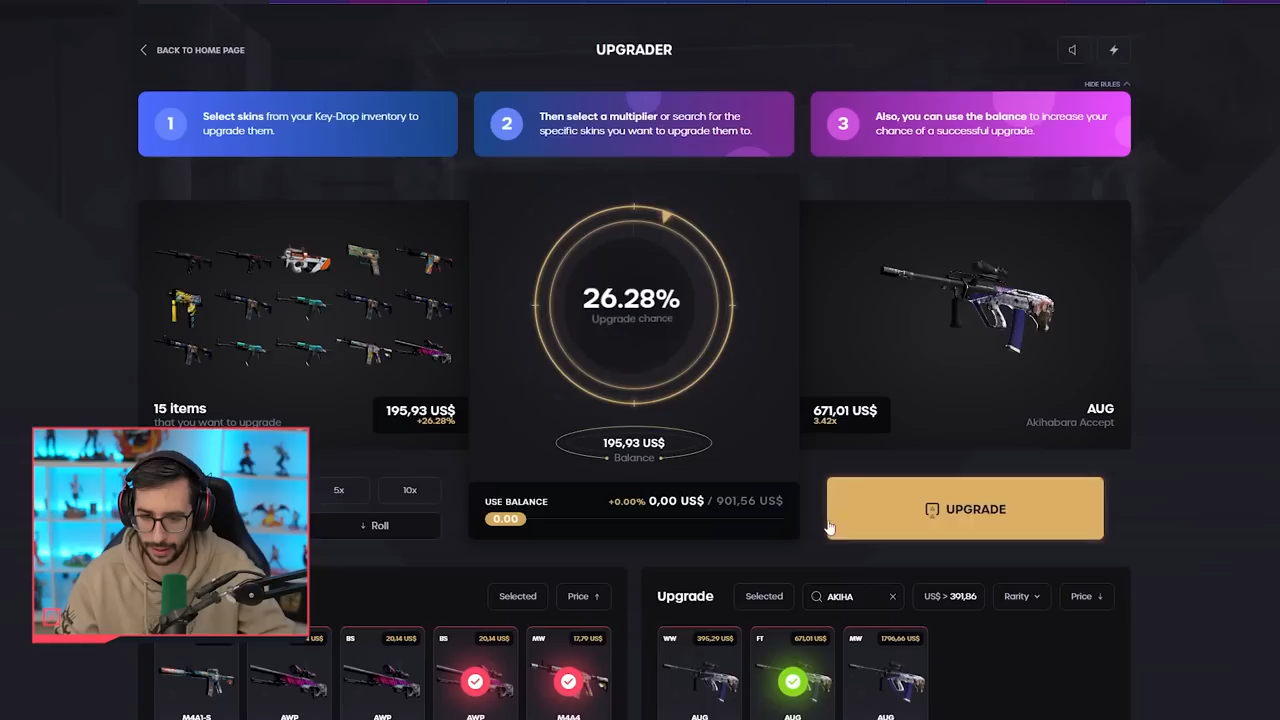 BACK TO HOME PAGE
UPGRADER
HIDE RULES
1
Select skins from your Key-Drop inventory to
upgrade them.
2
Then select a multiplier or search for the
specific skins you want to upgrade them to.
3
Also, you can use the balance to increase your
chance of a successful upgrade.
26.28%
Upgrade chance
15 items
that you want to upgrade
195,93 US$
+26.28%
195,93 US$
Balance
671,01 US$
3.42x
AUG
Akihabara Accept
5x
10x
Roll
USE BALANCE
+0.00% 0,00 US$ / 901,56 US$
0.00
UPGRADE
Selected
Price
Upgrade
Selected
AKIHA
US$ > 391,86
Rarity
Price
US$
BS
20,14 US$
BS
20,14 US$
MW
17,79 US$
WW
395,29 US$
FT
671,01 US$
MW
1796,66 US$
M4A1-S
AWP
AWP
AWP
M4A4
AUG
AUG
AUG